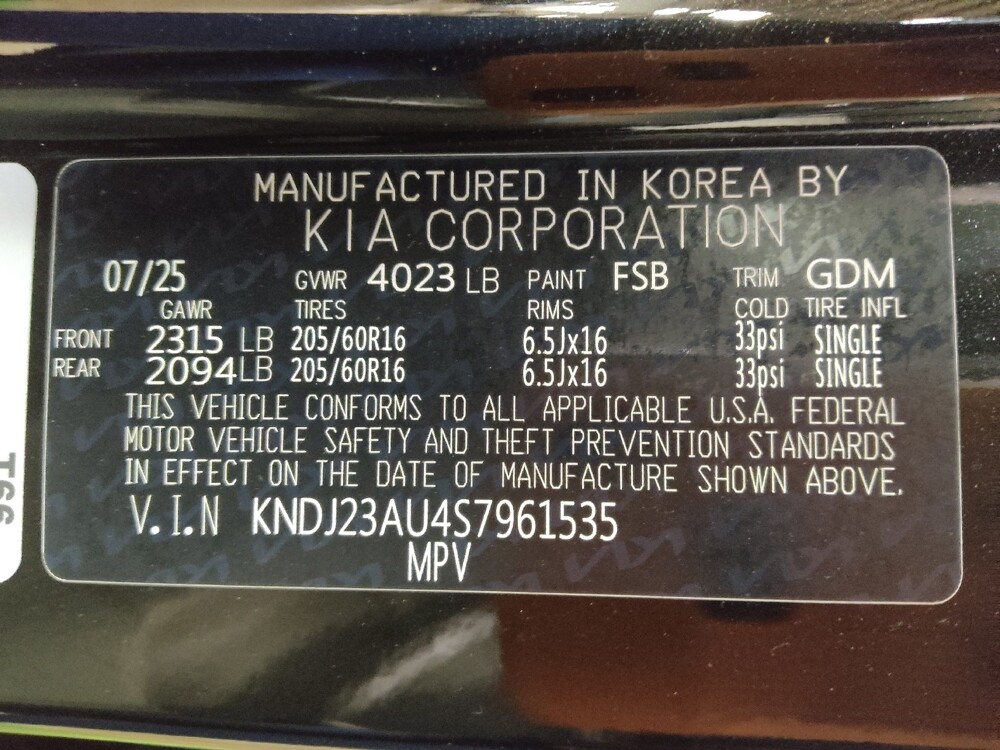 MANUFACTURED IN KOREA BY
KIA CORPORATION
07/25 GVWR 4023 LB PAINT FSB TRIM GDM
GAWR TIRES RIMS COLD TIRE INFL
FRONT 2315 LB 205/60R16 6.5Jx16 33psi SINGLE
REAR 2094LB 205/60R16 6.5Jx16 33psi SINGLE
THIS VEHICLE CONFORMS TO ALL APPLICABLE U.S.A. FEDERAL
MOTOR VEHICLE SAFETY AND THEFT PREVENTION STANDARDS
IN EFFECT ON THE DATE OF MANUFACTURE SHOWN ABOVE.
V.I.N KNDJ23AU4S7961535
MPV